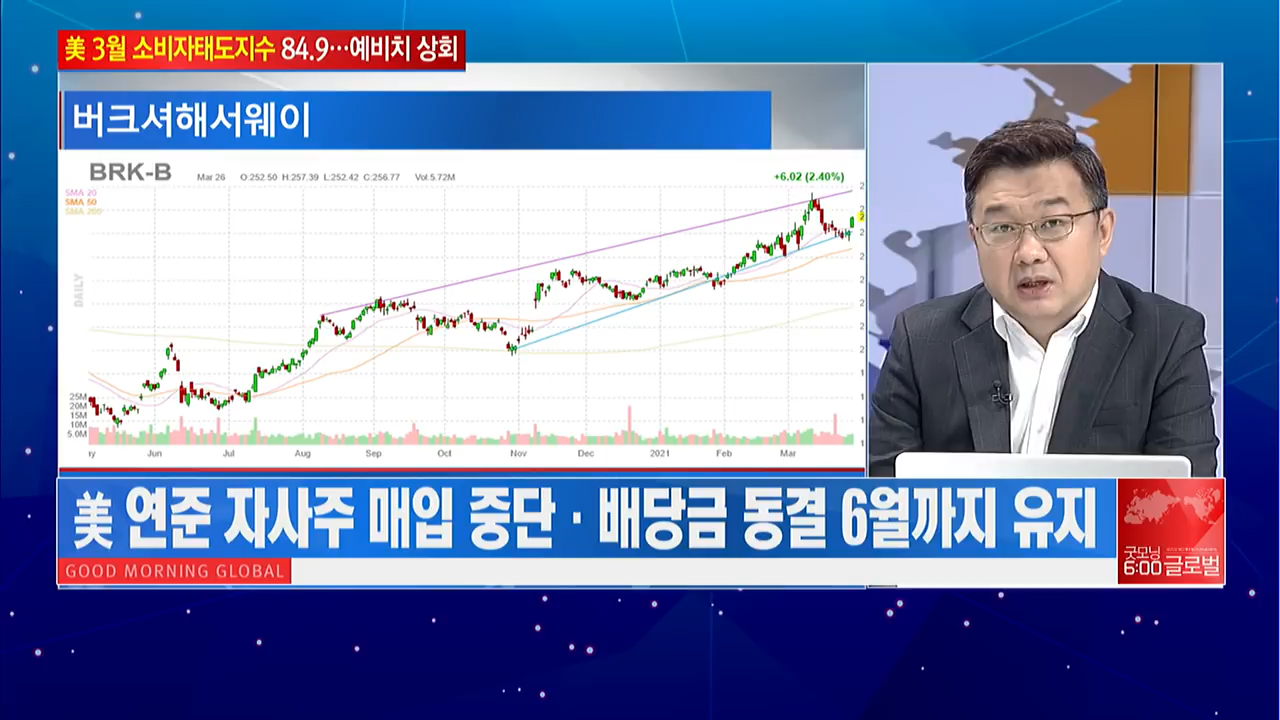 美 3월 소비자태도지수 84.9…예비치 상회
버크셔해서웨이
BRK-B
Mar 26 O:252.50 H:257.39 L:252.42 C:256.77 Vol:5.72M
+6.02 (2.40%)
SMA 20
SMA 50
SMA 200
DAILY
25M
20M
15M
10M
5.0M
Jun Jul Aug Sep Oct Nov Dec 2021 Feb Mar
美 연준 자사주 매입 중단·배당금 동결 6월까지 유지
GOOD MORNING GLOBAL
굿모닝
6:00 글로벌